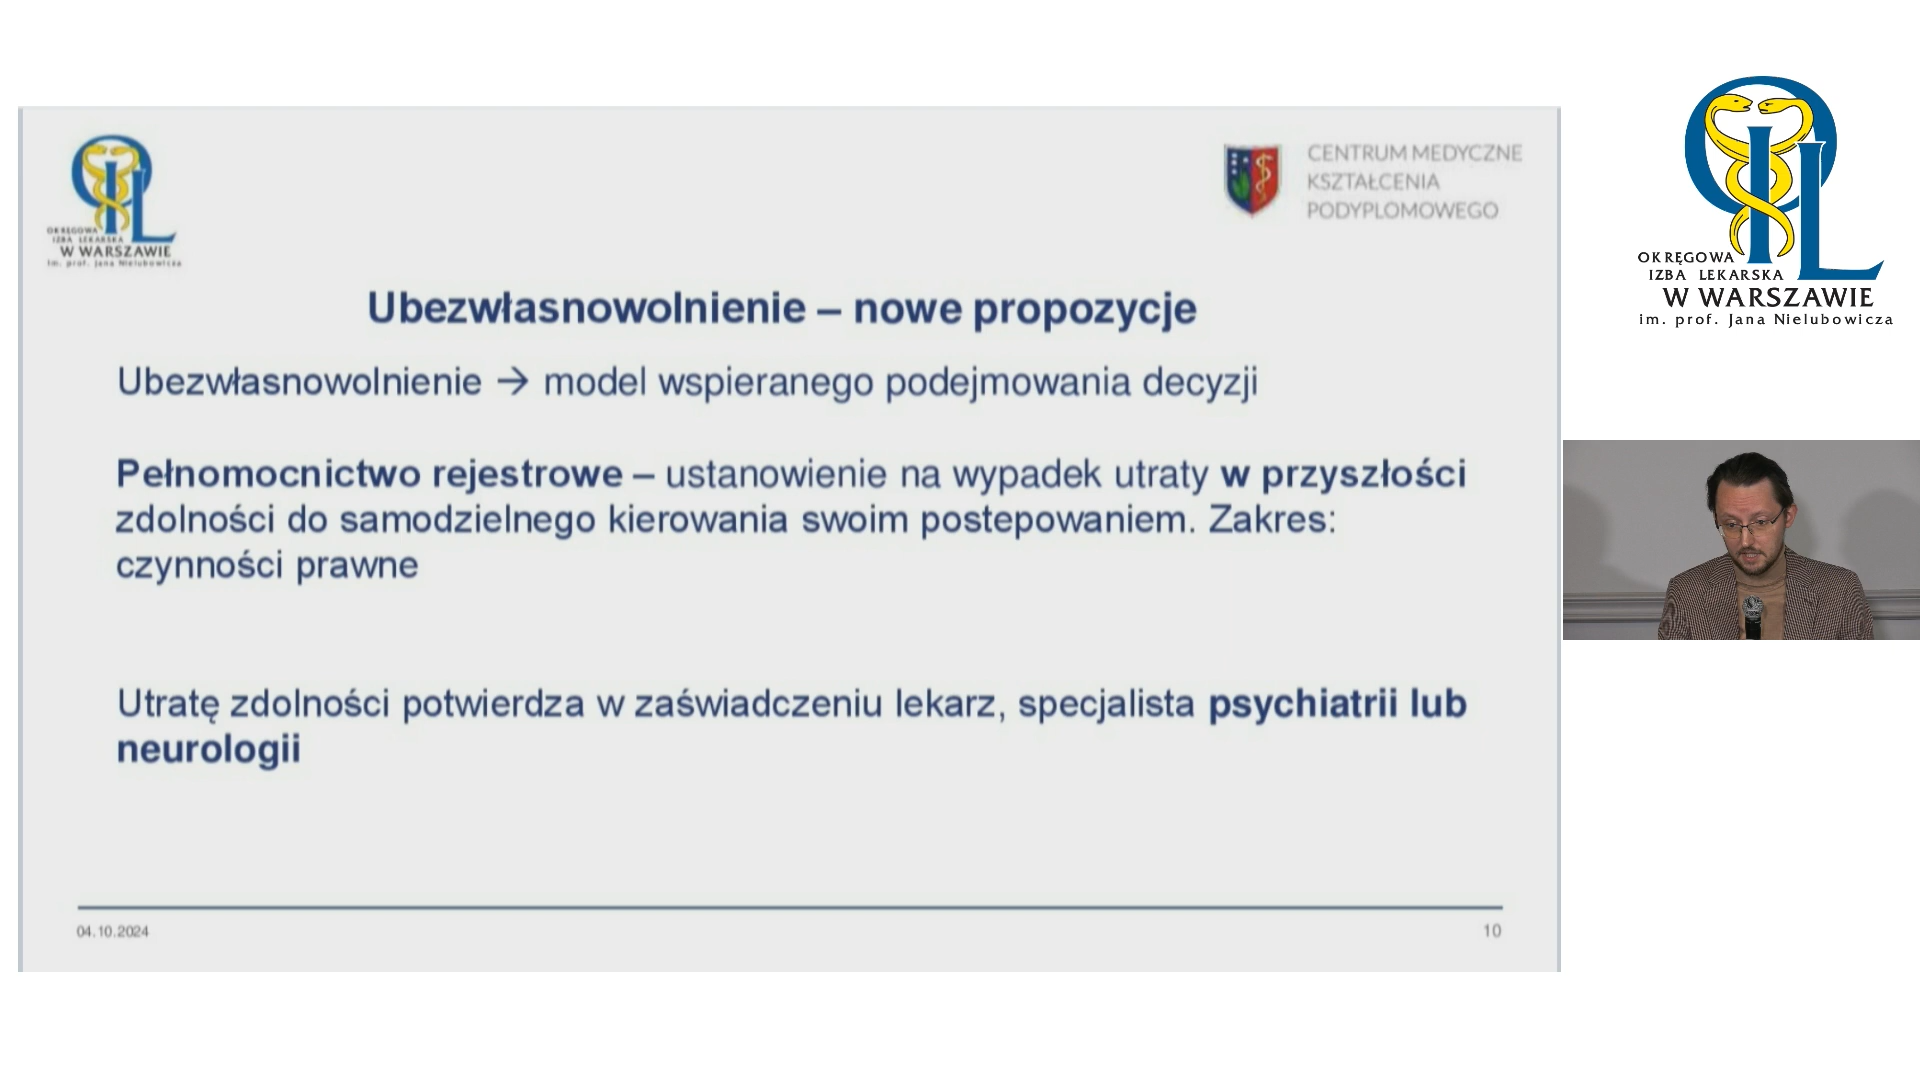 OKRĘGOWA
IZBA LEKARSKA
W WARSZAWIE
im. prof. Jana Nielubowicza
CENTRUM MEDYCZNE
KSZTAŁCENIA
PODYPLOMOWEGO
Ubezwłasnowolnienie – nowe propozycje
Ubezwłasnowolnienie → model wspieranego podejmowania decyzji
Pełnomocnictwo rejestrowe – ustanowienie na wypadek utraty w przyszłości
zdolności do samodzielnego kierowania swoim postepowaniem. Zakres:
czynności prawne
Utratę zdolności potwierdza w zaświadczeniu lekarz, specjalista psychiatrii lub
neurologii
04.10.2024
10
OKRĘGOWA
IZBA LEKARSKA
W WARSZAWIE
im. prof. Jana Nielubowicza